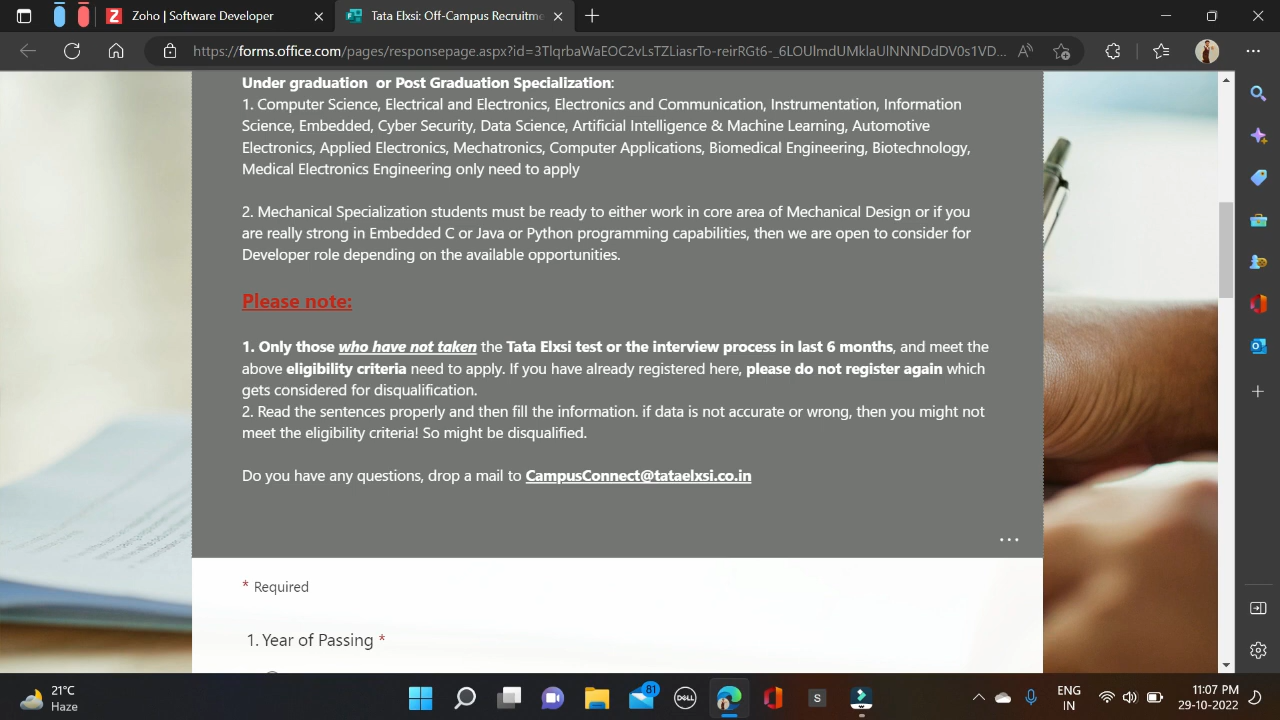 Zoho | Software Developer
Tata Elxsi: Off-Campus Recruitme
https://forms.office.com/pages/responsepage.aspx?id=3TlqrbaWaEOC2vLsTZLiasrTo-reirRGt6-_6LOUlmdUMklaUlNNNDdDV0s1VD...
Under graduation or Post Graduation Specialization:
1. Computer Science, Electrical and Electronics, Electronics and Communication, Instrumentation, Information
Science, Embedded, Cyber Security, Data Science, Artificial Intelligence & Machine Learning, Automotive
Electronics, Applied Electronics, Mechatronics, Computer Applications, Biomedical Engineering, Biotechnology,
Medical Electronics Engineering only need to apply
2. Mechanical Specialization students must be ready to either work in core area of Mechanical Design or if you
are really strong in Embedded C or Java or Python programming capabilities, then we are open to consider for
Developer role depending on the available opportunities.
Please note:
1. Only those who have not taken the Tata Elxsi test or the interview process in last 6 months, and meet the
above eligibility criteria need to apply. If you have already registered here, please do not register again which
gets considered for disqualification.
2. Read the sentences properly and then fill the information. if data is not accurate or wrong, then you might not
meet the eligibility criteria! So might be disqualified.
Do you have any questions, drop a mail to CampusConnect@tataelxsi.co.in
* Required
1. Year of Passing *
21°C
Haze
81
DELL
S
ENG
IN
11:07 PM
29-10-2022